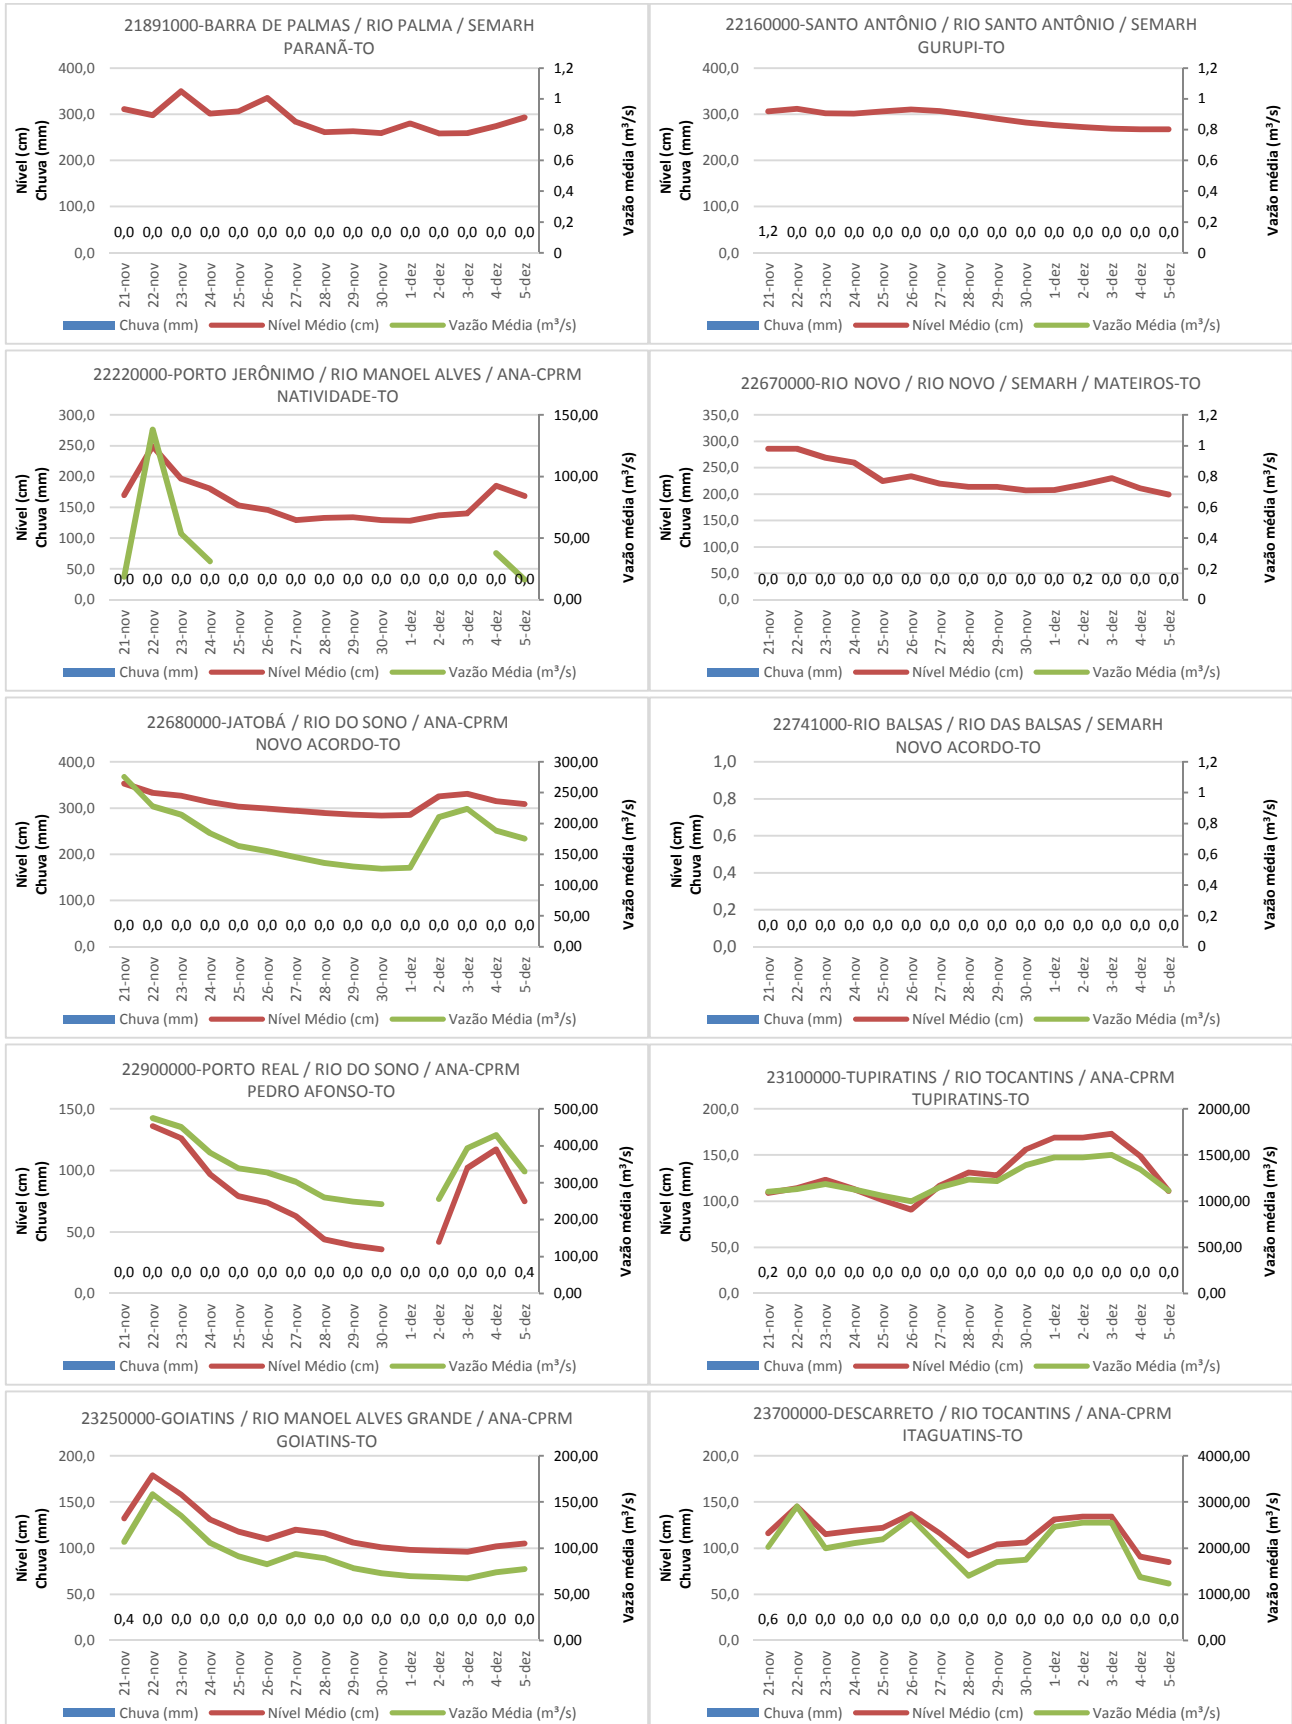 21891000-BARRA DE PALMAS / RIO PALMA / SEMARH
PARANÃ-TO
400,0
300,0
200,0
100,0
0,0
1,2
1
0,8
0,6
0,4
0,2
0
Nível (cm)
Chuva (mm)
Vazão média (m³/s)
0,0 0,0 0,0 0,0 0,0 0,0 0,0 0,0 0,0 0,0 0,0 0,0 0,0 0,0 0,0
21-nov 22-nov 23-nov 24-nov 25-nov 26-nov 27-nov 28-nov 29-nov 30-nov 1-dez 2-dez 3-dez 4-dez 5-dez
Chuva (mm) Nível Médio (cm) Vazão Média (m³/s)
22160000-SANTO ANTÔNIO / RIO SANTO ANTÔNIO / SEMARH
GURUPI-TO
400,0
300,0
200,0
100,0
0,0
1,2
1
0,8
0,6
0,4
0,2
0
Nível (cm)
Chuva (mm)
Vazão média (m³/s)
1,2 0,0 0,0 0,0 0,0 0,0 0,0 0,0 0,0 0,0 0,0 0,0 0,0 0,0 0,0
21-nov 22-nov 23-nov 24-nov 25-nov 26-nov 27-nov 28-nov 29-nov 30-nov 1-dez 2-dez 3-dez 4-dez 5-dez
Chuva (mm) Nível Médio (cm) Vazão Média (m³/s)
22220000-PORTO JERÔNIMO / RIO MANOEL ALVES / ANA-CPRM
NATIVIDADE-TO
300,0
250,0
200,0
150,0
100,0
50,0
0,0
150,00
100,00
50,00
0,00
Nível (cm)
Chuva (mm)
Vazão média (m³/s)
0,0 0,0 0,0 0,0 0,0 0,0 0,0 0,0 0,0 0,0 0,0 0,0 0,0 0,0 0,0
21-nov 22-nov 23-nov 24-nov 25-nov 26-nov 27-nov 28-nov 29-nov 30-nov 1-dez 2-dez 3-dez 4-dez 5-dez
Chuva (mm) Nível Médio (cm) Vazão Média (m³/s)
22670000-RIO NOVO / RIO NOVO / SEMARH / MATEIROS-TO
350,0
300,0
250,0
200,0
150,0
100,0
50,0
0,0
1,2
1
0,8
0,6
0,4
0,2
0
Nível (cm)
Chuva (mm)
Vazão média (m³/s)
0,0 0,0 0,0 0,0 0,0 0,0 0,0 0,0 0,0 0,0 0,0 0,2 0,0 0,0 0,0
21-nov 22-nov 23-nov 24-nov 25-nov 26-nov 27-nov 28-nov 29-nov 30-nov 1-dez 2-dez 3-dez 4-dez 5-dez
Chuva (mm) Nível Médio (cm) Vazão Média (m³/s)
22680000-JATOBÁ / RIO DO SONO / ANA-CPRM
NOVO ACORDO-TO
400,0
300,0
200,0
100,0
0,0
300,00
250,00
200,00
150,00
100,00
50,00
0,00
Nível (cm)
Chuva (mm)
Vazão média (m³/s)
0,0 0,0 0,0 0,0 0,0 0,0 0,0 0,0 0,0 0,0 0,0 0,0 0,0 0,0 0,0
21-nov 22-nov 23-nov 24-nov 25-nov 26-nov 27-nov 28-nov 29-nov 30-nov 1-dez 2-dez 3-dez 4-dez 5-dez
Chuva (mm) Nível Médio (cm) Vazão Média (m³/s)
22741000-RIO BALSAS / RIO DAS BALSAS / SEMARH
NOVO ACORDO-TO
1,0
0,8
0,6
0,4
0,2
0,0
1,2
1
0,8
0,6
0,4
0,2
0
Nível (cm)
Chuva (mm)
Vazão média (m³/s)
0,0 0,0 0,0 0,0 0,0 0,0 0,0 0,0 0,0 0,0 0,0 0,0 0,0 0,0 0,0
21-nov 22-nov 23-nov 24-nov 25-nov 26-nov 27-nov 28-nov 29-nov 30-nov 1-dez 2-dez 3-dez 4-dez 5-dez
Chuva (mm) Nível Médio (cm) Vazão Média (m³/s)
22900000-PORTO REAL / RIO DO SONO / ANA-CPRM
PEDRO AFONSO-TO
150,0
100,0
50,0
0,0
500,00
400,00
300,00
200,00
100,00
0,00
Nível (cm)
Chuva (mm)
Vazão média (m³/s)
0,0 0,0 0,0 0,0 0,0 0,0 0,0 0,0 0,0 0,0 0,0 0,0 0,0 0,0 0,4
21-nov 22-nov 23-nov 24-nov 25-nov 26-nov 27-nov 28-nov 29-nov 30-nov 1-dez 2-dez 3-dez 4-dez 5-dez
Chuva (mm) Nível Médio (cm) Vazão Média (m³/s)
23100000-TUPIRATINS / RIO TOCANTINS / ANA-CPRM
TUPIRATINS-TO
200,0
150,0
100,0
50,0
0,0
2000,00
1500,00
1000,00
500,00
0,00
Nível (cm)
Chuva (mm)
Vazão média (m³/s)
0,2 0,0 0,0 0,0 0,0 0,0 0,0 0,0 0,0 0,0 0,0 0,0 0,0 0,0 0,0
21-nov 22-nov 23-nov 24-nov 25-nov 26-nov 27-nov 28-nov 29-nov 30-nov 1-dez 2-dez 3-dez 4-dez 5-dez
Chuva (mm) Nível Médio (cm) Vazão Média (m³/s)
23250000-GOIATINS / RIO MANOEL ALVES GRANDE / ANA-CPRM
GOIATINS-TO
200,0
150,0
100,0
50,0
0,0
200,00
150,00
100,00
50,00
0,00
Nível (cm)
Chuva (mm)
Vazão média (m³/s)
0,4 0,0 0,0 0,0 0,0 0,0 0,0 0,0 0,0 0,0 0,0 0,0 0,0 0,0 0,0
21-nov 22-nov 23-nov 24-nov 25-nov 26-nov 27-nov 28-nov 29-nov 30-nov 1-dez 2-dez 3-dez 4-dez 5-dez
Chuva (mm) Nível Médio (cm) Vazão Média (m³/s)
23700000-DESCARRETO / RIO TOCANTINS / ANA-CPRM
ITAGUATINS-TO
200,0
150,0
100,0
50,0
0,0
4000,00
3000,00
2000,00
1000,00
0,00
Nível (cm)
Chuva (mm)
Vazão média (m³/s)
0,6 0,0 0,0 0,0 0,0 0,0 0,0 0,0 0,0 0,0 0,0 0,0 0,0 0,0 0,0
21-nov 22-nov 23-nov 24-nov 25-nov 26-nov 27-nov 28-nov 29-nov 30-nov 1-dez 2-dez 3-dez 4-dez 5-dez
Chuva (mm) Nível Médio (cm) Vazão Média (m³/s)